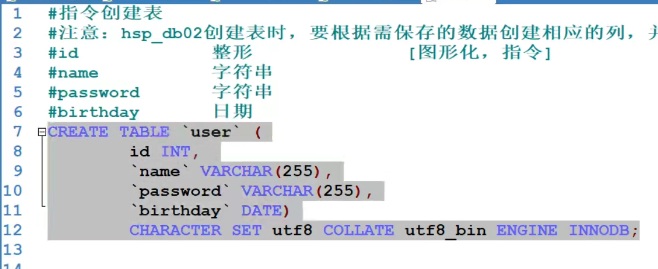 1 #指令创建表
2 #注意：hsp_db02创建表时，要根据需保存的数据创建相应的列，并
3 #id 整形 [图形化，指令]
4 #name 字符串
5 #password 字符串
6 #birthday 日期
7 CREATE TABLE `user` (
8 id INT,
9 `name` VARCHAR(255),
10 `password` VARCHAR(255),
11 `birthday` DATE)
12 CHARACTER SET utf8 COLLATE utf8_bin ENGINE INNODB;
13